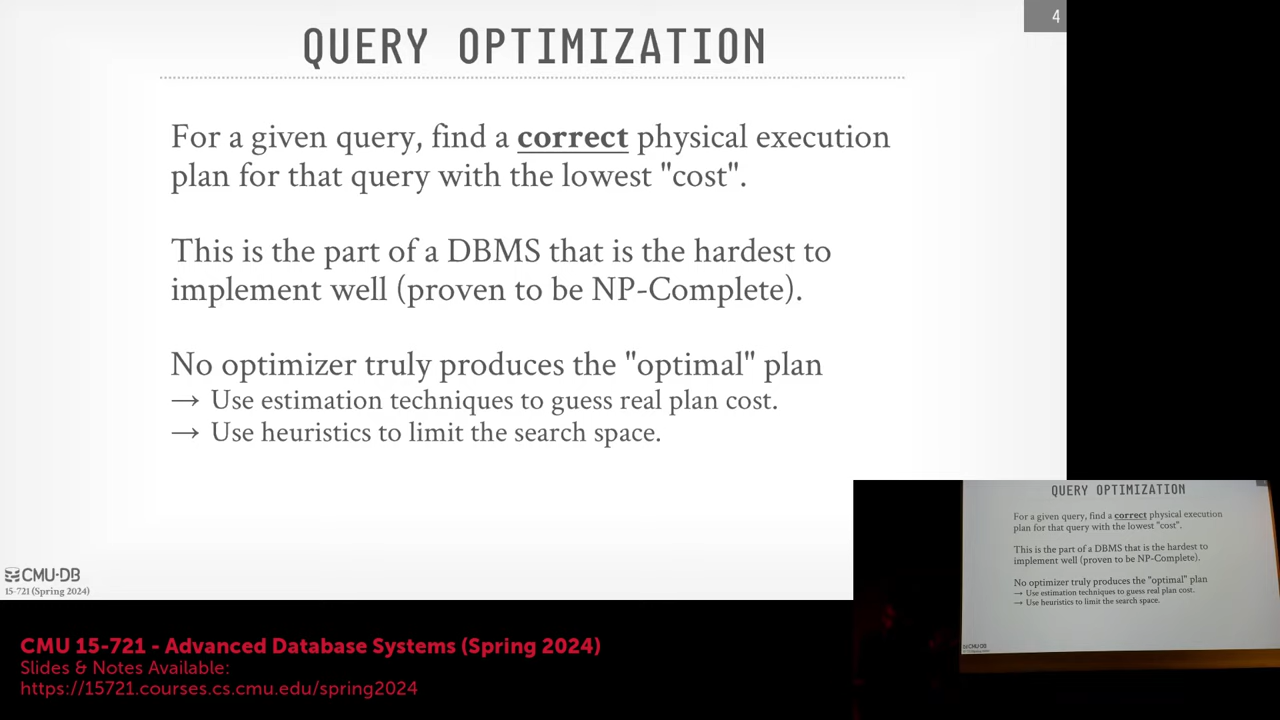 4
QUERY OPTIMIZATION
For a given query, find a correct physical execution
plan for that query with the lowest "cost".
This is the part of a DBMS that is the hardest to
implement well (proven to be NP-Complete).
No optimizer truly produces the "optimal" plan
→ Use estimation techniques to guess real plan cost.
→ Use heuristics to limit the search space.
CMU·DB
15-721 (Spring 2024)
QUERY OPTIMIZATION
For a given query, find a correct physical execution
plan for that query with the lowest "cost".
This is the part of a DBMS that is the hardest to
implement well (proven to be NP-Complete).
No optimizer truly produces the "optimal" plan
→ Use estimation techniques to guess real plan cost.
→ Use heuristics to limit the search space.
CMU·DB
CMU 15-721 - Advanced Database Systems (Spring 2024)
Slides & Notes Available:
https://15721.courses.cs.cmu.edu/spring2024